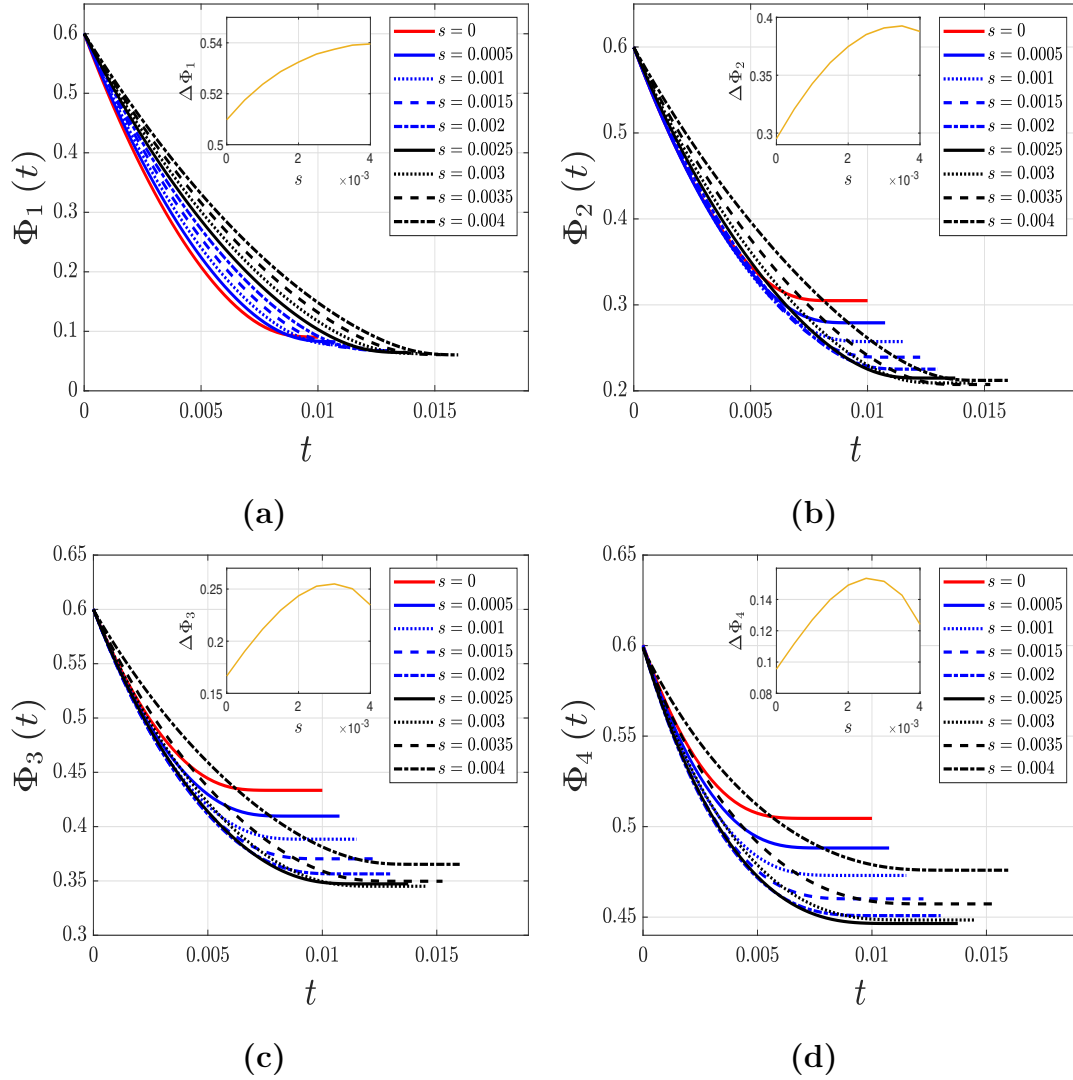 Φ₁(t)
0.6
0.5
0.4
0.3
0.2
0.1
0
0
0.005
0.01
0.015
t
ΔΦ₁
0.54
0.52
0.5
0
2
4
s
×10⁻³
s = 0
s = 0.0005
s = 0.001
s = 0.0015
s = 0.002
s = 0.0025
s = 0.003
s = 0.0035
s = 0.004
(a)
Φ₂(t)
0.6
0.5
0.4
0.3
0.2
0
0.005
0.01
0.015
t
ΔΦ₂
0.4
0.35
0.3
0
2
4
s
×10⁻³
s = 0
s = 0.0005
s = 0.001
s = 0.0015
s = 0.002
s = 0.0025
s = 0.003
s = 0.0035
s = 0.004
(b)
Φ₃(t)
0.65
0.6
0.55
0.5
0.45
0.4
0.35
0.3
0
0.005
0.01
0.015
t
ΔΦ₃
0.25
0.2
0.15
0
2
4
s
×10⁻³
s = 0
s = 0.0005
s = 0.001
s = 0.0015
s = 0.002
s = 0.0025
s = 0.003
s = 0.0035
s = 0.004
(c)
Φ₄(t)
0.65
0.6
0.55
0.5
0.45
0
0.005
0.01
0.015
t
ΔΦ₄
0.14
0.12
0.1
0.08
0
2
4
s
×10⁻³
s = 0
s = 0.0005
s = 0.001
s = 0.0015
s = 0.002
s = 0.0025
s = 0.003
s = 0.0035
s = 0.004
(d)